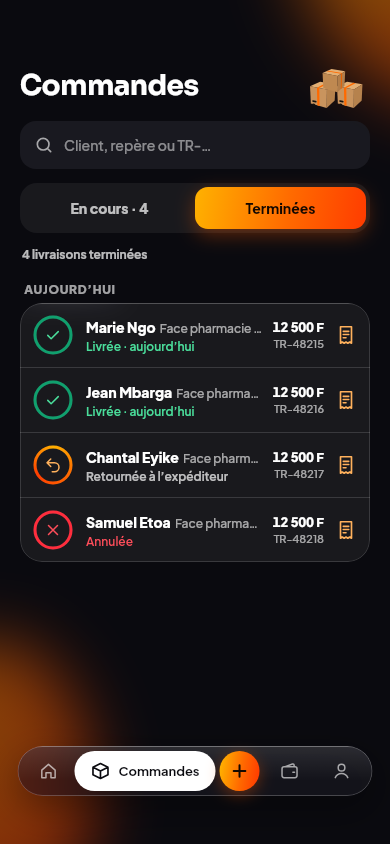 Commandes
Client, repère ou TR-...
En cours · 4
Terminées
4 livraisons terminées
AUJOURD'HUI
Marie Ngo Face pharmacie ... 12 500 F
Livrée · aujourd'hui TR-48215
Jean Mbarga Face pharma... 12 500 F
Livrée · aujourd'hui TR-48216
Chantal Eyike Face pharm... 12 500 F
Retournée à l'expéditeur TR-48217
Samuel Etoa Face pharma... 12 500 F
Annulée TR-48218
Commandes